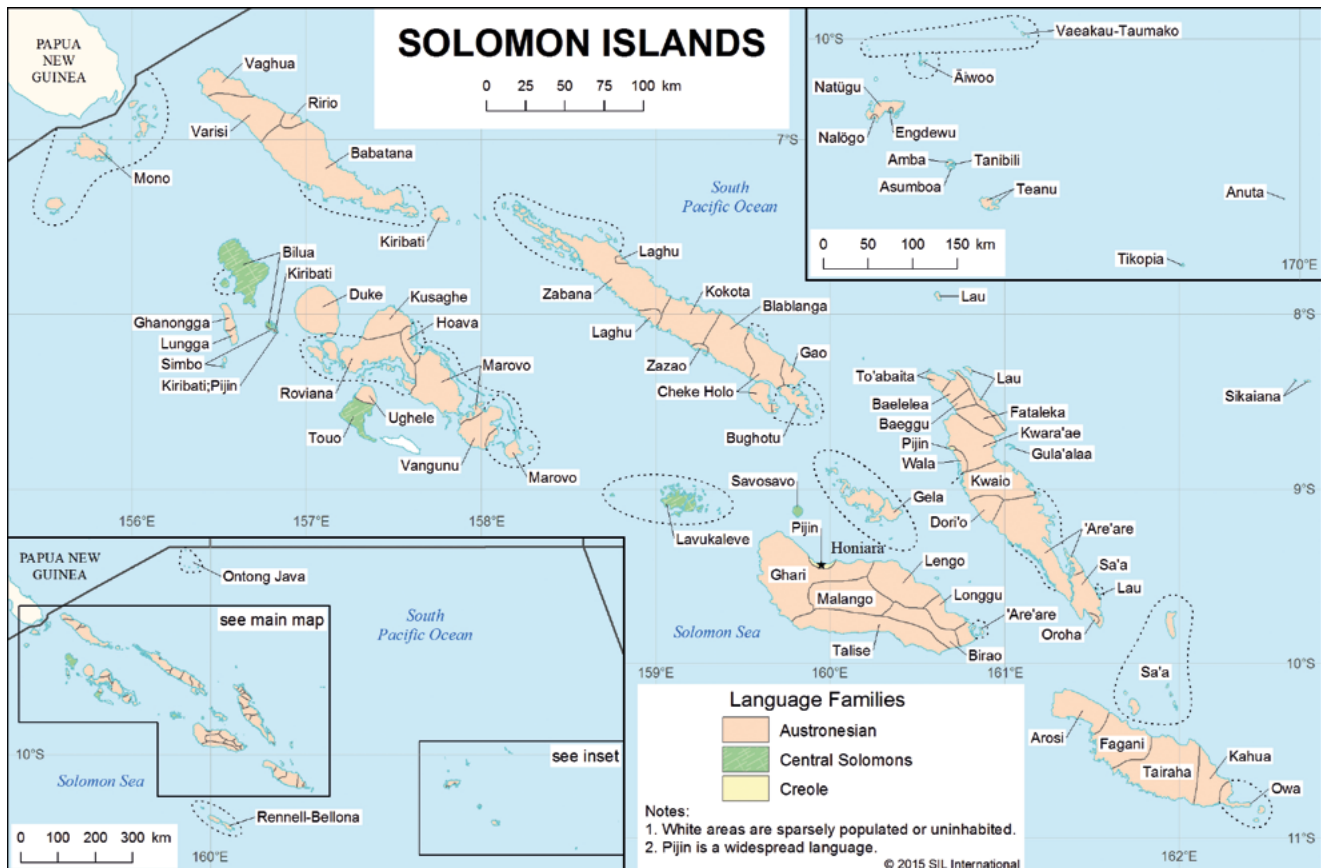 SOLOMON ISLANDS
0 25 50 75 100 km
PAPUA
NEW
GUINEA
Vaghua
Ririo
Varisi
Babatana
Mono
Kiribati
7°S
South
Pacific Ocean
Bilua
Kiribati
Duke
Kusaghe
Hoava
Ghanongga
Lungga
Simbo
Kiribati;Pijin
Roviana
Marovo
Ughele
Touo
Vangunu
Marovo
Laghu
Zabana
Kokota
Blablanga
Laghu
Zazao
Gao
Cheke Holo
Bughotu
Lau
8°S
To'abaita
Lau
Baelelea
Baeggu
Fataleka
Kwara'ae
Pijin
Gula'alaa
Wala
Kwaio
Dori'o
'Are'are
Sa'a
Lau
Oroha
Sikaiana
Savosavo
Gela
Lavukaleve
Pijin
Honiara
9°S
Ghari
Lengo
Malango
Longgu
'Are'are
Talise
Birao
Solomon Sea
156°E
157°E
158°E
159°E
160°E
161°E
162°E
10°S
11°S
Sa'a
Arosi
Fagani
Tairaha
Kahua
Owa
10°S
Vaeakau-Taumako
Äiwoo
Natügu
Nalögo
Engdewu
Amba
Tanibili
Asumboa
Teanu
Anuta
Tikopia
0 50 100 150 km
170°E
PAPUA NEW
GUINEA
Ontong Java
see main map
South
Pacific Ocean
see inset
10°S
Solomon Sea
Rennell-Bellona
0 100 200 300 km
160°E
Language Families
Austronesian
Central Solomons
Creole
Notes:
1. White areas are sparsely populated or uninhabited.
2. Pijin is a widespread language.
© 2015 SIL International